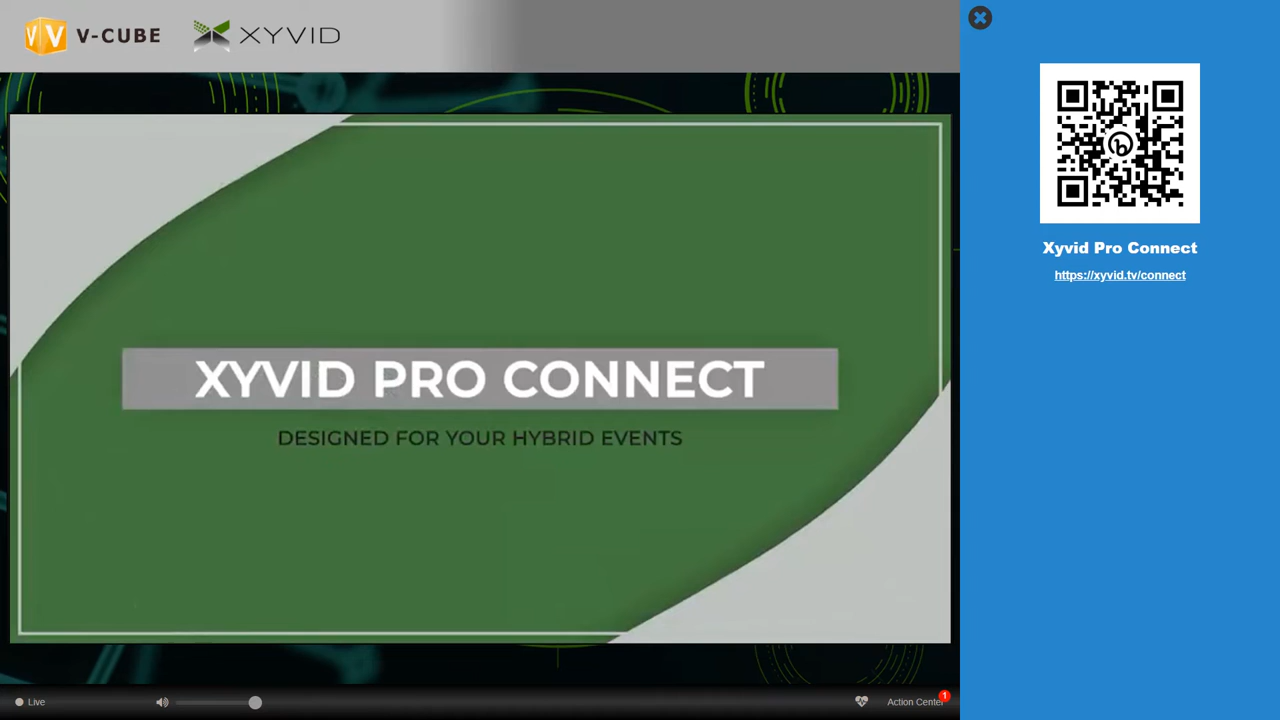 V-CUBE
XYVID
XYVID PRO CONNECT
DESIGNED FOR YOUR HYBRID EVENTS
Xyvid Pro Connect
https://xyvid.tv/connect
Live
Action Center
1